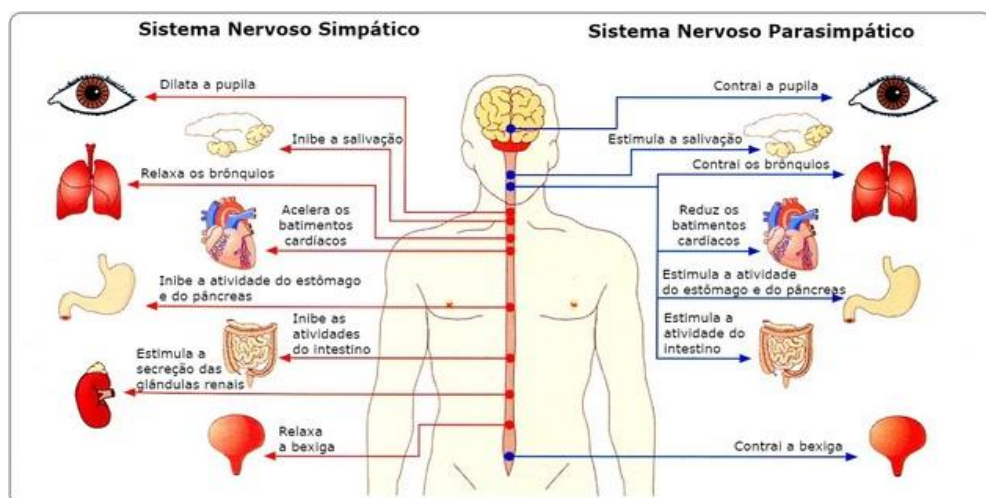 Sistema Nervoso Simpático
Dilata a pupila
Inibe a salivação
Relaxa os brônquios
Acelera os
batimentos
cardíacos
Inibe a atividade do estômago
e do pâncreas
Inibe as
atividades
do intestino
Estimula a
secreção das
glândulas renais
Relaxa
a bexiga
Sistema Nervoso Parasimpático
Contrai a pupila
Estimula a salivação
Contrai os brônquios
Reduz os
batimentos
cardíacos
Estimula a atividade
do estômago e do pâncreas
Estimula a
atividade do
intestino
Contrai a bexiga